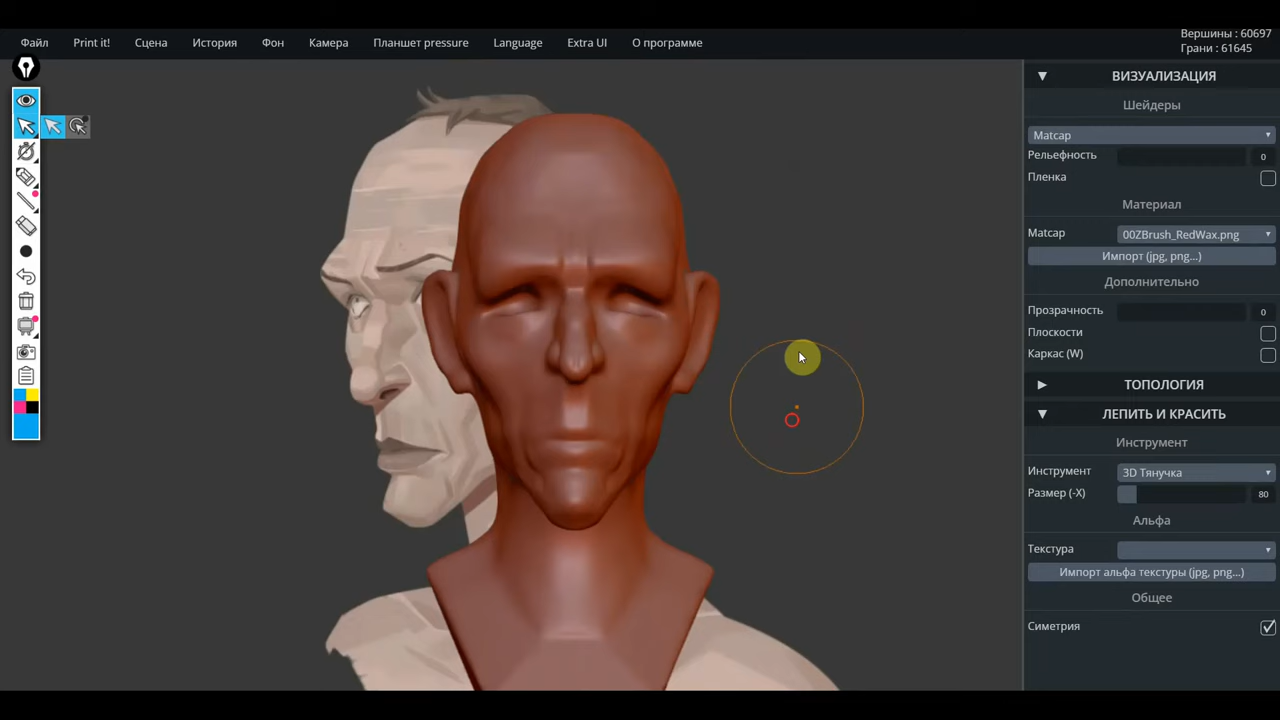 Файл Print it! Сцена История Фон Камера Планшет pressure Language Extra UI О программе
Вершины : 60697
Грани : 61645
ВИЗУАЛИЗАЦИЯ
Шейдеры
Matcap
Рельефность 0
Пленка
Материал
Matcap 00ZBrush_RedWax.png
Импорт (jpg, png...)
Дополнительно
Прозрачность 0
Плоскости
Каркас (W)
ТОПОЛОГИЯ
ЛЕПИТЬ И КРАСИТЬ
Инструмент
Инструмент 3D Тянучка
Размер (-X) 80
Альфа
Текстура
Импорт альфа текстуры (jpg, png...)
Общее
Симетрия